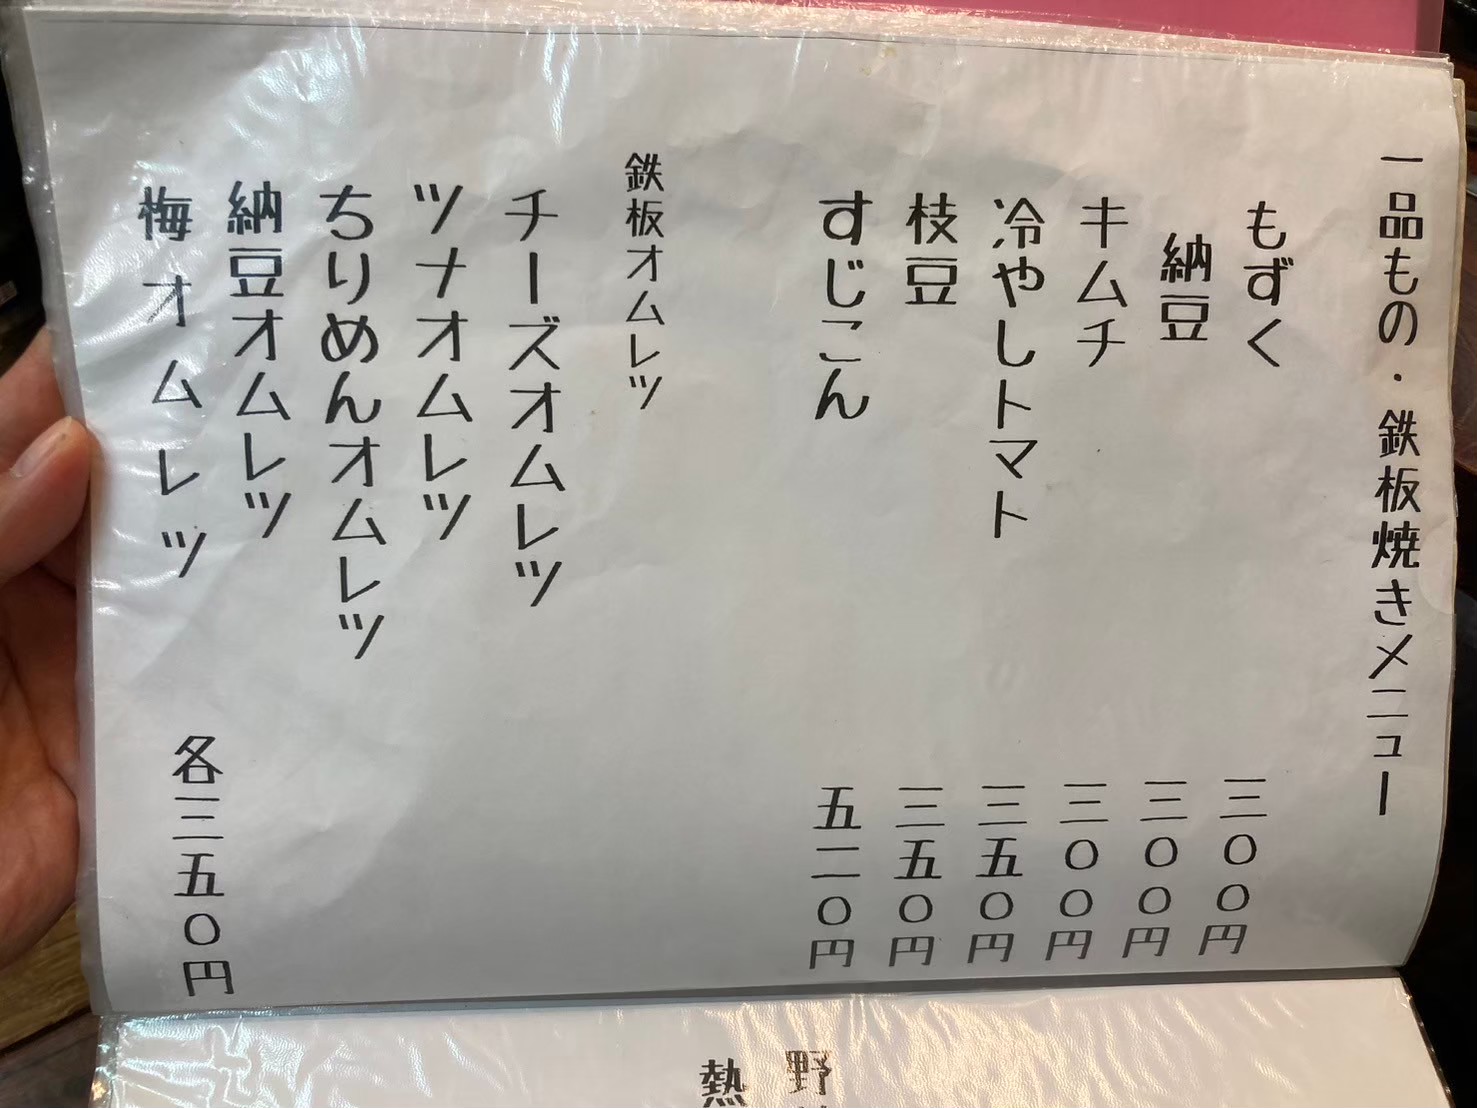 一品もの・鉄板焼きメニュー
もずく 三〇〇円
納豆 三〇〇円
キムチ 三〇〇円
冷やしトマト 三五〇円
枝豆 三五〇円
すじこん 五二〇円
鉄板オムレツ
チーズオムレツ
ツナオムレツ
ちりめんオムレツ
納豆オムレツ
梅オムレツ 各三五〇円
野
熱